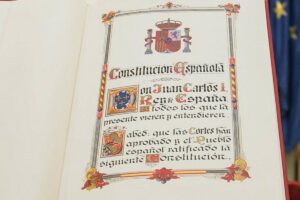 Constitución Española
Don Juan Carlos I,
Rey de España
a todos los que la
presente vieren y entendieren.
Sabed: que las Cortes han
aprobado y el Pueblo
español ratificado la
siguiente Constitución.